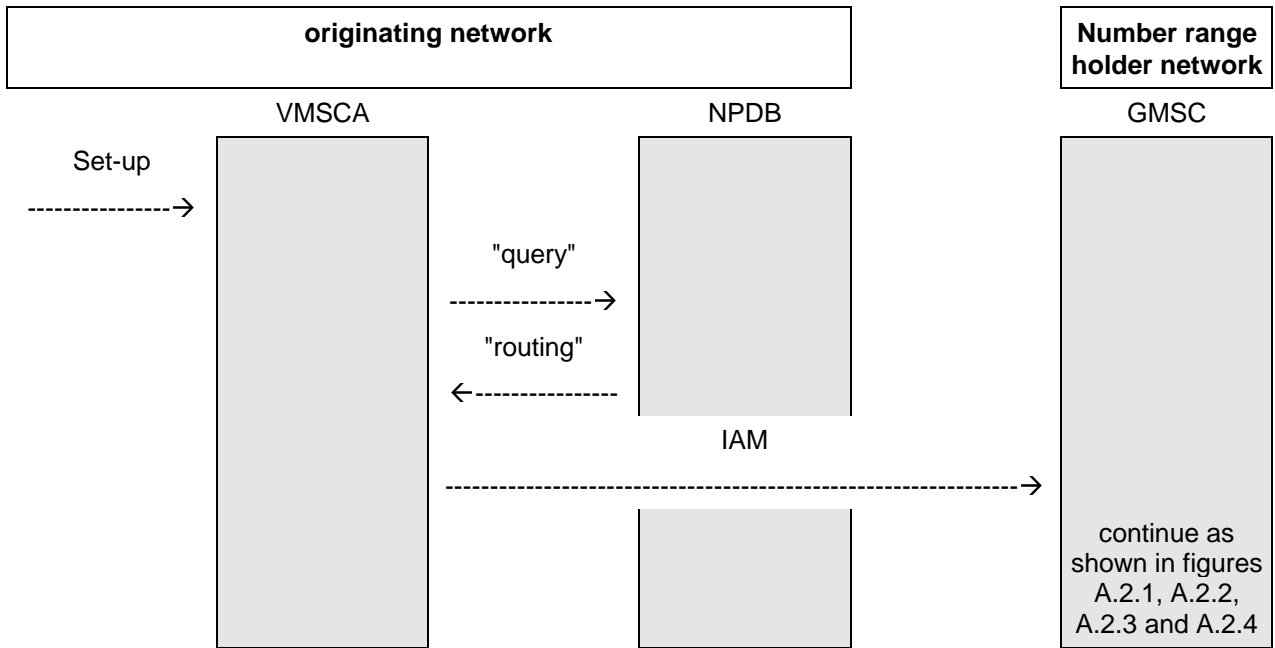 originating network
Number range
holder network
VMSCA
NPDB
GMSC
Set-up
----------------→
"query"
----------------→
"routing"
←----------------
IAM
-----------------------------------------------------------------→
continue as
shown in figures
A.2.1, A.2.2,
A.2.3 and A.2.4